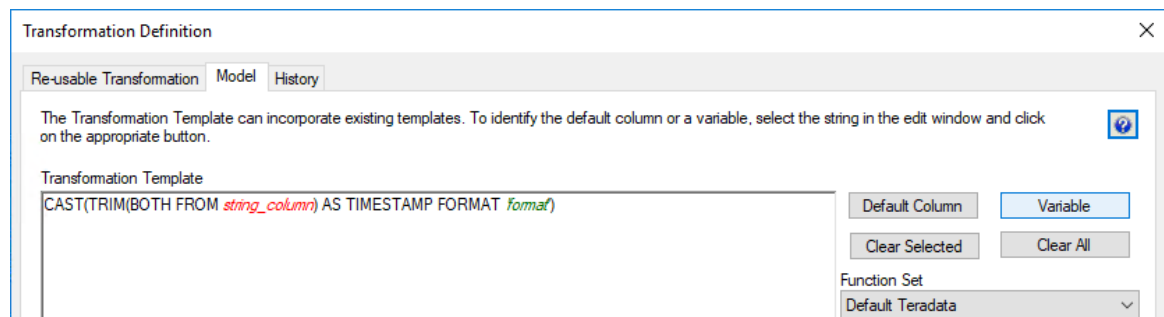 Transformation Definition
Re-usable Transformation Model History
The Transformation Template can incorporate existing templates. To identify the default column or a variable, select the string in the edit window and click
on the appropriate button.
Transformation Template
CAST(TRIM(BOTH FROM string_column) AS TIMESTAMP FORMAT 'format')
Default Column Variable
Clear Selected Clear All
Function Set
Default Teradata